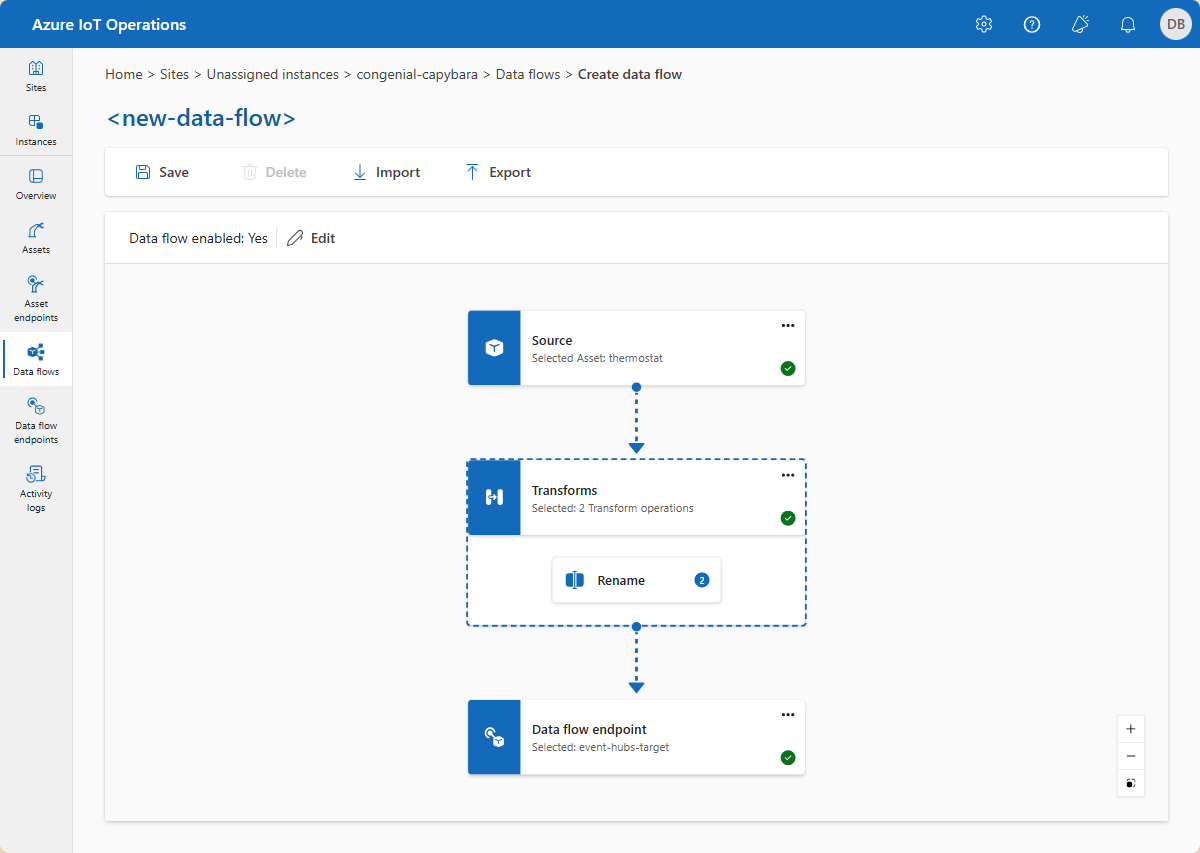 Azure IoT Operations
DB
Sites
Instances
Overview
Assets
Asset
endpoints
Data flows
Data flow
endpoints
Activity
logs
Home > Sites > Unassigned instances > congenial-capybara > Data flows > Create data flow
<new-data-flow>
Save Delete Import Export
Data flow enabled: Yes Edit
Source
Selected Asset: thermostat
Transforms
Selected: 2 Transform operations
Rename 2
Data flow endpoint
Selected: event-hubs-target